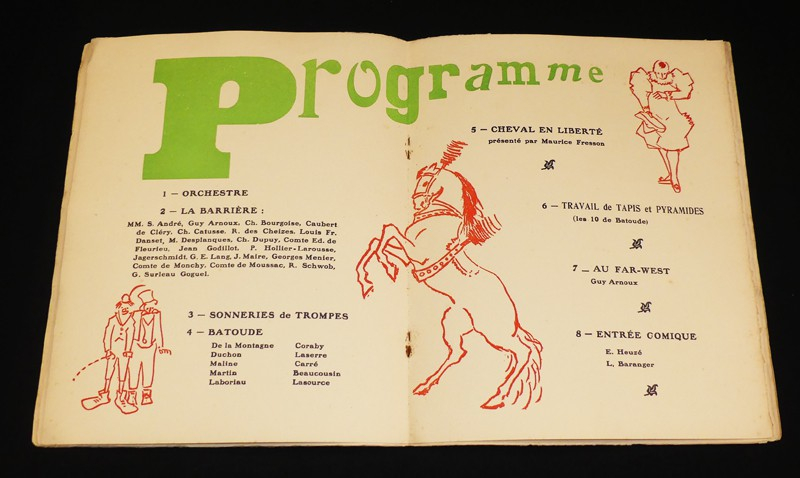 Programme
1 — ORCHESTRE
2 — LA BARRIÈRE :
MM. S. André, Guy Arnoux, Ch. Bourgoise, Caubert
de Cléry, Ch. Catusse, R. des Cheizes, Louis Fr.
Danset, M. Desplanques, Ch. Dupuy, Comte Ed. de
Fleurieu, Jean Godillot, P. Hollier-Larousse,
Jagerschmidt, G. E. Lang, J. Maire, Georges Menier,
Comte de Monchy, Comte de Moussac, R. Schwob,
G. Surleau Goguel.
3 — SONNERIES de TROMPES
4 — BATOUDE
De la Montagne Coraby
Duchon Laserre
Maline Carré
Martin Beaucousin
Laboriau Lasource
5 — CHEVAL EN LIBERTÉ
présenté par Maurice Fresson
6 — TRAVAIL de TAPIS et PYRAMIDES
(les 10 de Batoude)
7 — AU FAR-WEST
Guy Arnoux
8 — ENTRÉE COMIQUE
E. Heuzé
L. Baranger